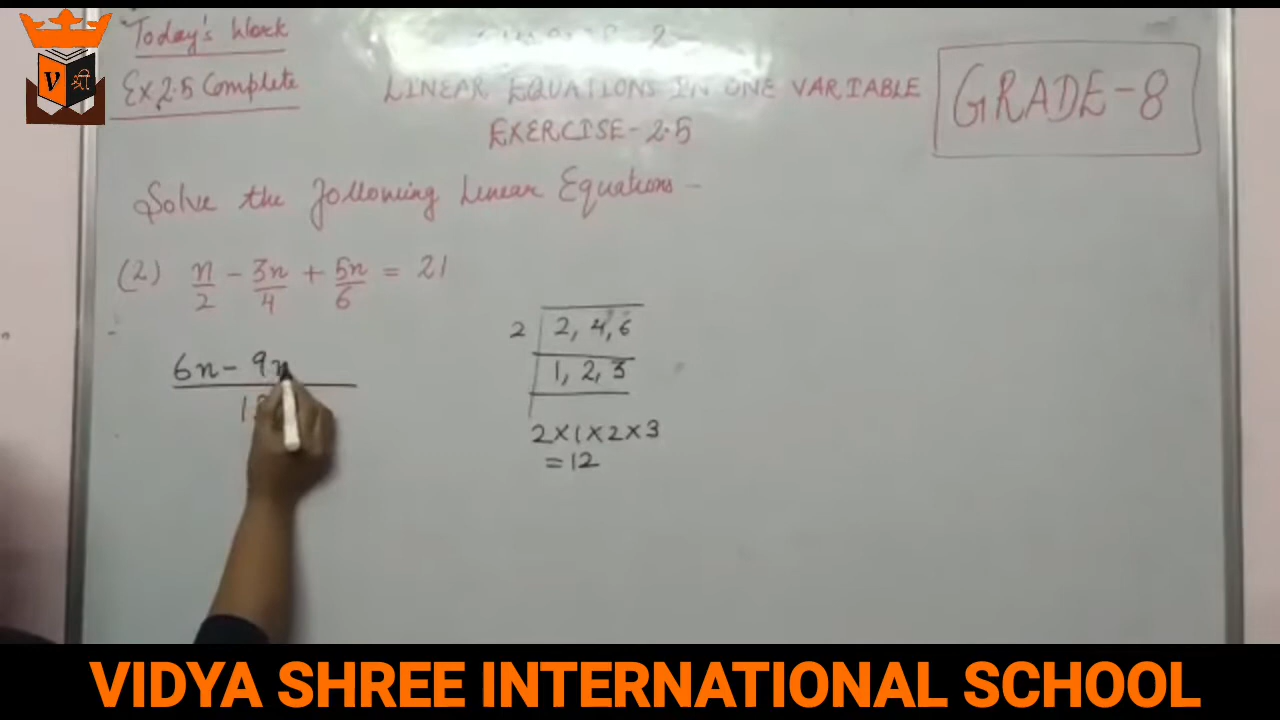 Today's Work
Ex 2.5 Complete
V श्री
LINEAR EQUATIONS IN ONE VARIABLE
EXERCISE-2.5
GRADE-8
Solve the following Linear Equations -
(2) n/2 - 3n/4 + 5n/6 = 21
2 | 2, 4, 6
1, 2, 3
2×1×2×3
=12
6n - 9n
VIDYA SHREE INTERNATIONAL SCHOOL